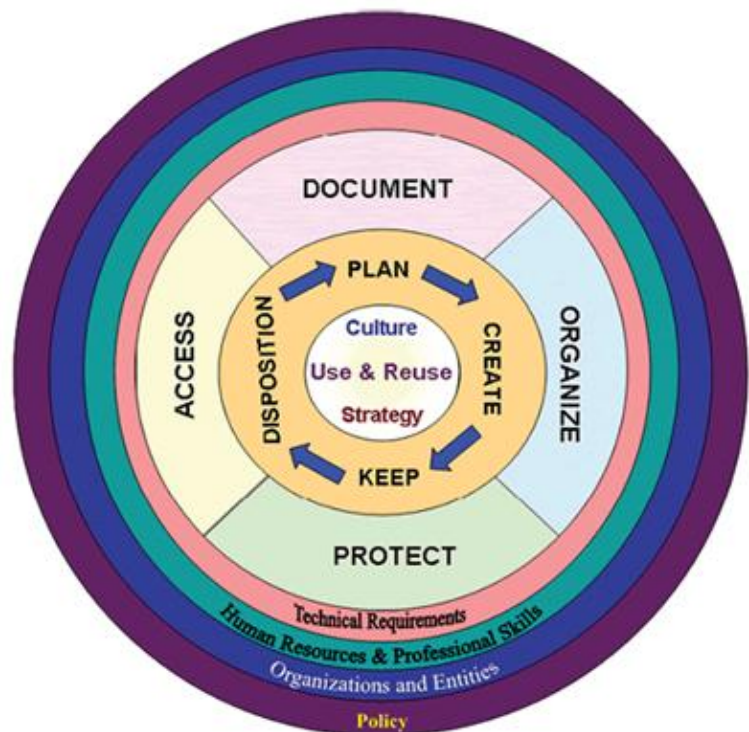 DOCUMENT
PLAN
Culture
CREATE
Use & Reuse
ORGANIZE
ACCESS
DISPOSITION
Strategy
KEEP
PROTECT
Technical Requirements
Human Resources & Professional Skills
Organizations and Entities
Policy